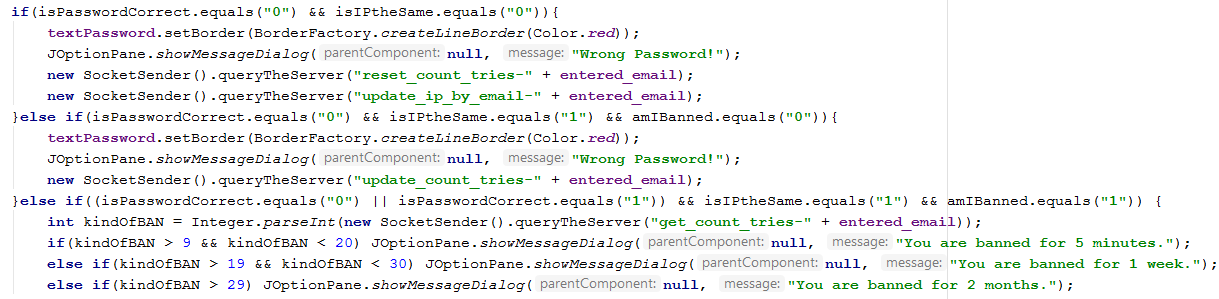 if(isPasswordCorrect.equals("0") && isIPtheSame.equals("0")){
textPassword.setBorder(BorderFactory.createLineBorder(Color.red));
JOptionPane.showMessageDialog( parentComponent: null, message: "Wrong Password!");
new SocketSender().queryTheServer("reset_count_tries-" + entered_email);
new SocketSender().queryTheServer("update_ip_by_email-" + entered_email);
}else if(isPasswordCorrect.equals("0") && isIPtheSame.equals("1") && amIBanned.equals("0")){
textPassword.setBorder(BorderFactory.createLineBorder(Color.red));
JOptionPane.showMessageDialog( parentComponent: null, message: "Wrong Password!");
new SocketSender().queryTheServer("update_count_tries-" + entered_email);
}else if((isPasswordCorrect.equals("0") || isPasswordCorrect.equals("1")) && isIPtheSame.equals("1") && amIBanned.equals("1")) {
int kindOfBAN = Integer.parseInt(new SocketSender().queryTheServer("get_count_tries-" + entered_email));
if(kindOfBAN > 9 && kindOfBAN < 20) JOptionPane.showMessageDialog( parentComponent: null, message: "You are banned for 5 minutes.");
else if(kindOfBAN > 19 && kindOfBAN < 30) JOptionPane.showMessageDialog( parentComponent: null, message: "You are banned for 1 week.");
else if(kindOfBAN > 29) JOptionPane.showMessageDialog( parentComponent: null, message: "You are banned for 2 months.");